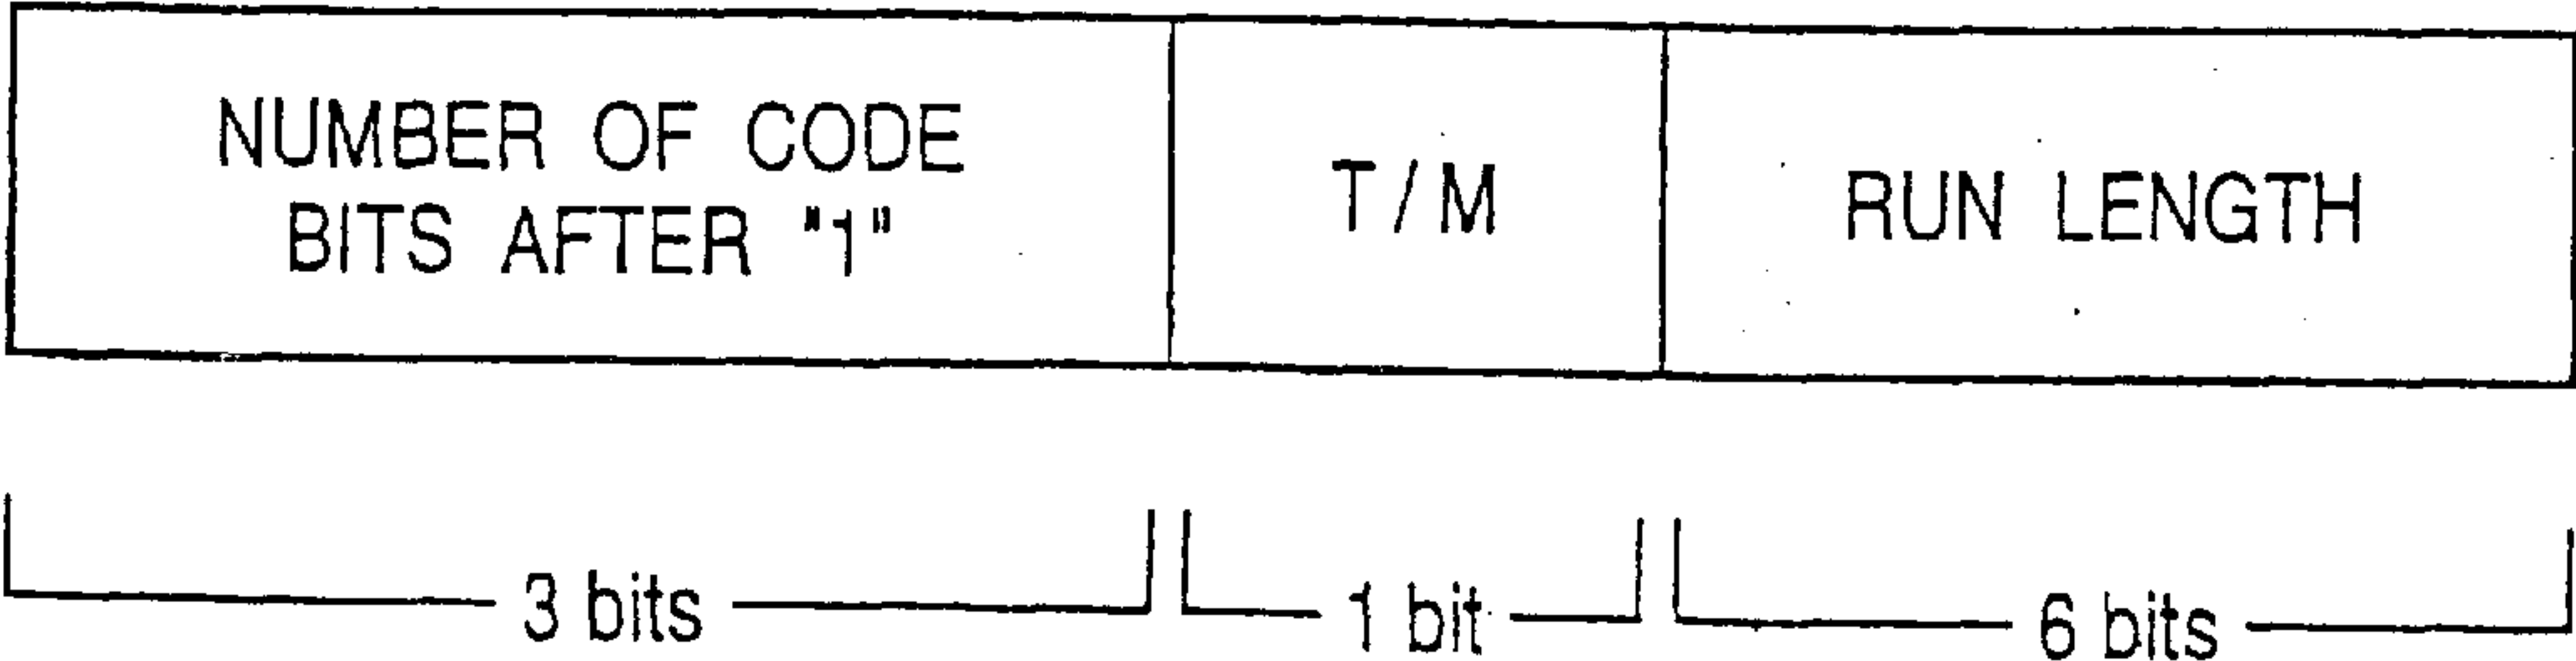 NUMBER OF CODE
BITS AFTER "1"
T/M
RUN LENGTH
3 bits
1 bit
6 bits